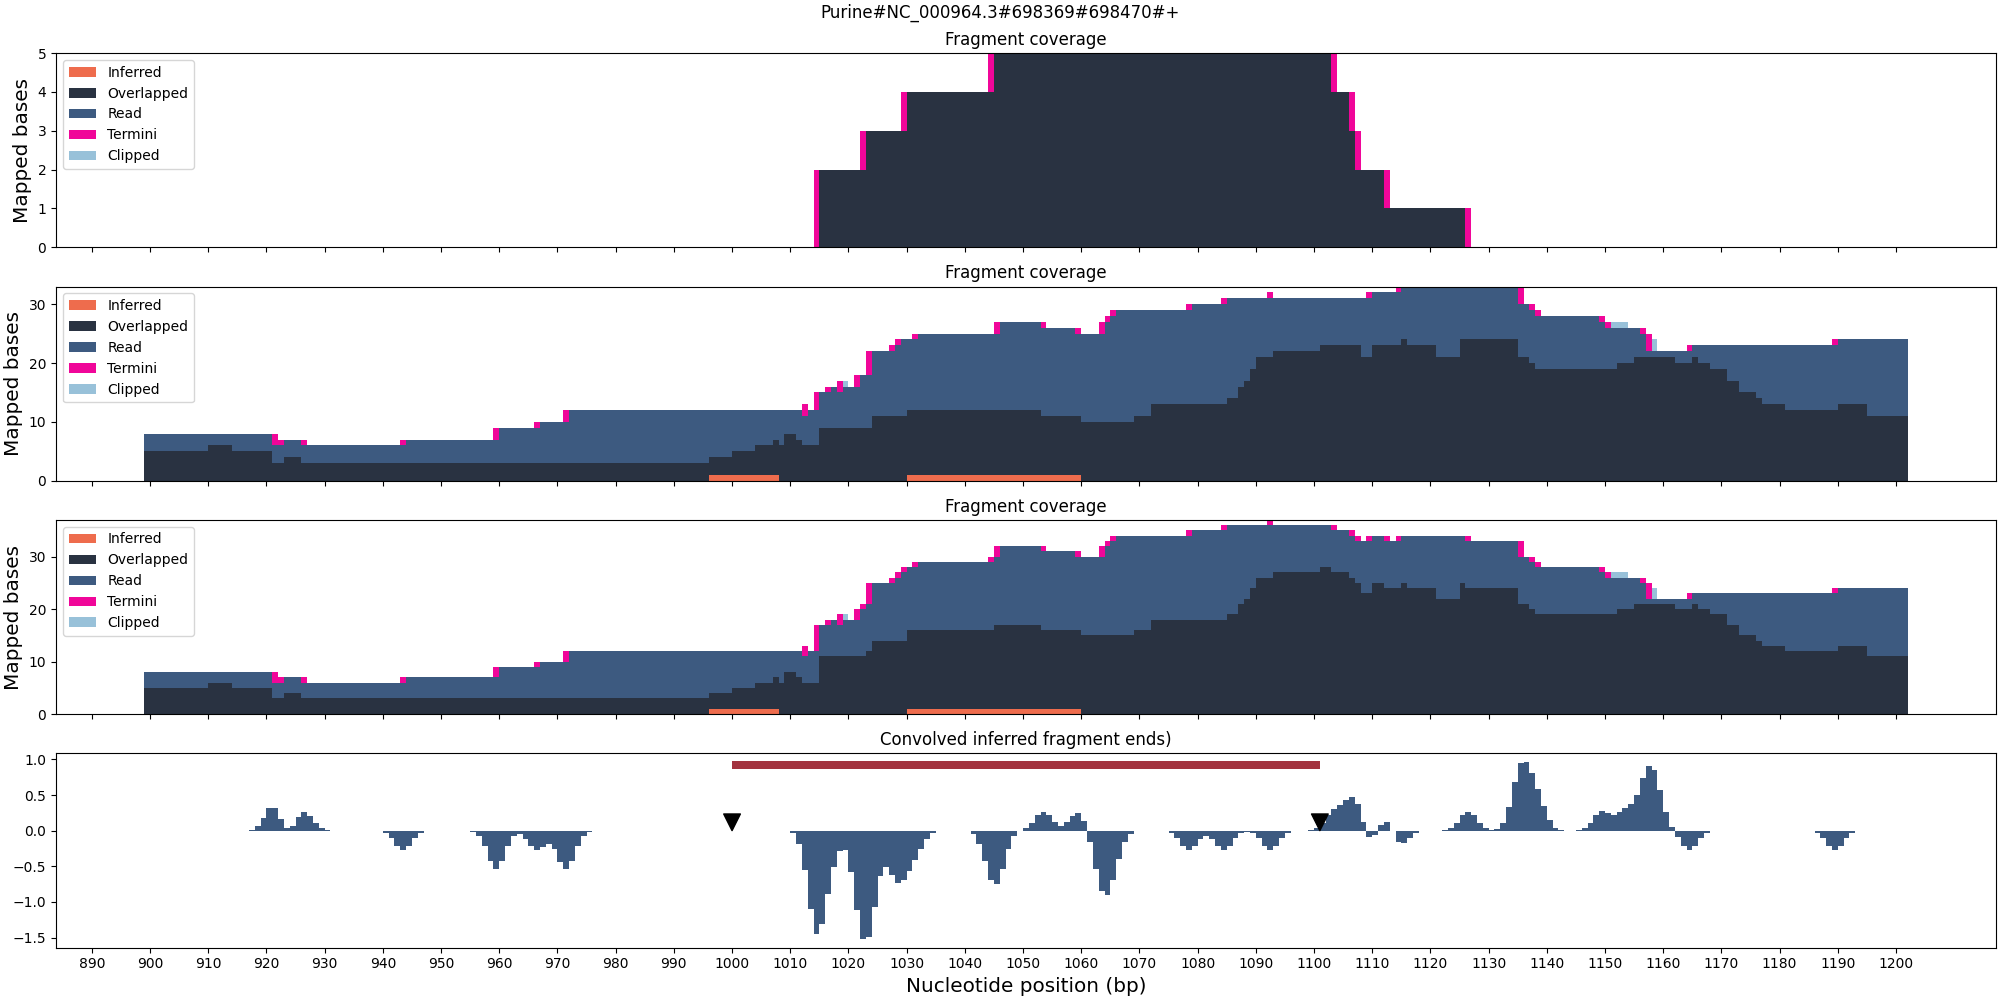 Purine#NC_000964.3#698369#698470#+
Fragment coverage
Mapped bases
5
4
3
2
1
0
Inferred
Overlapped
Read
Termini
Clipped
Fragment coverage
Mapped bases
30
20
10
0
Inferred
Overlapped
Read
Termini
Clipped
Fragment coverage
Mapped bases
30
20
10
0
Inferred
Overlapped
Read
Termini
Clipped
Convolved inferred fragment ends)
1.0
0.5
0.0
−0.5
−1.0
−1.5
890 900 910 920 930 940 950 960 970 980 990 1000 1010 1020 1030 1040 1050 1060 1070 1080 1090 1100 1110 1120 1130 1140 1150 1160 1170 1180 1190 1200
Nucleotide position (bp)